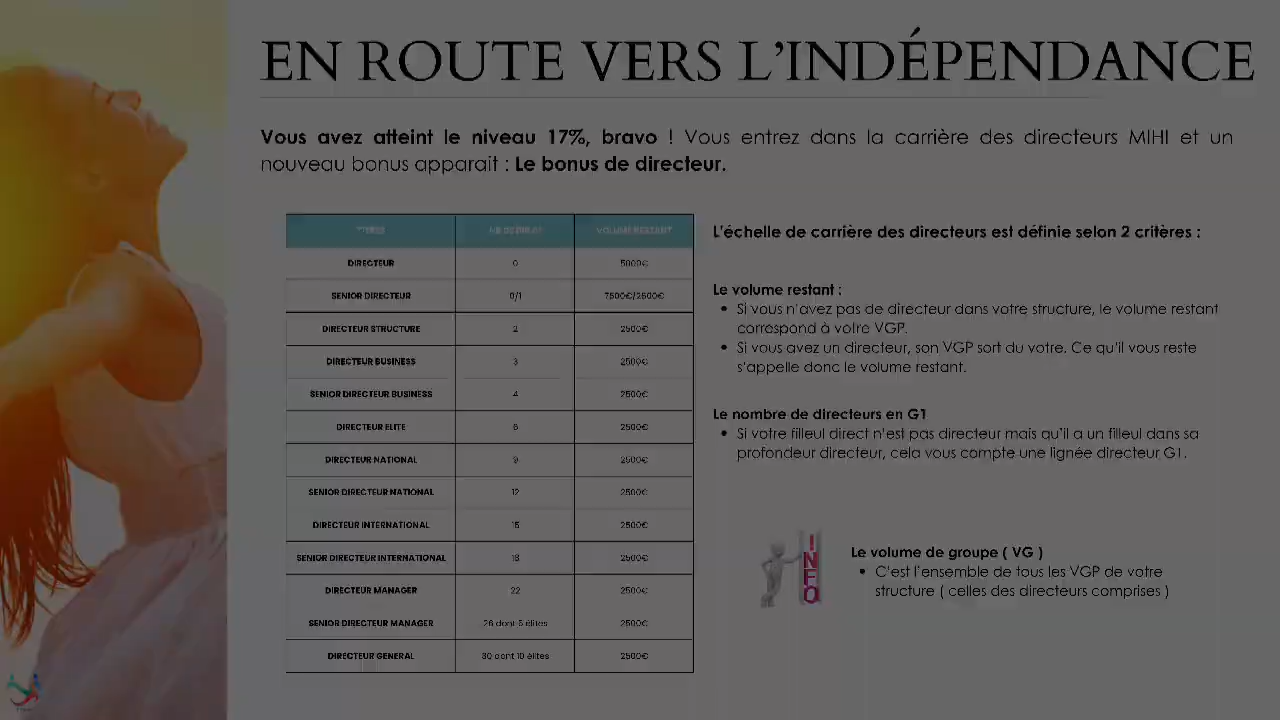 EN ROUTE VERS L'INDÉPENDANCE
Vous avez atteint le niveau 17%, bravo ! Vous entrez dans la carrière des directeurs MIHI et un
nouveau bonus apparait : Le bonus de directeur.
TITRES VOLUME RESTANT
DIRECTEUR 0 5000€
SENIOR DIRECTEUR 0/1 7500€/2500€
DIRECTEUR STRUCTURE 2 2500€
DIRECTEUR BUSINESS 3 2500€
SENIOR DIRECTEUR BUSINESS 4 2500€
DIRECTEUR ELITE 6 2500€
DIRECTEUR NATIONAL 9 2500€
SENIOR DIRECTEUR NATIONAL 12 2500€
DIRECTEUR INTERNATIONAL 15 2500€
SENIOR DIRECTEUR INTERNATIONAL 18 2500€
DIRECTEUR MANAGER 22 2500€
SENIOR DIRECTEUR MANAGER 26 dont 5 élites 2500€
DIRECTEUR GENERAL 30 dont 10 élites 2500€
L'échelle de carrière des directeurs est définie selon 2 critères :
Le volume restant :
• Si vous n'avez pas de directeur dans votre structure, le volume restant
correspond à votre VGP.
• Si vous avez un directeur, son VGP sort du votre. Ce qu'il vous reste
s'appelle donc le volume restant.
Le nombre de directeurs en G1
• Si votre filleul direct n'est pas directeur mais qu'il a un filleul dans sa
profondeur directeur, cela vous compte une lignée directeur G1.
INFO
Le volume de groupe ( VG )
• C'est l'ensemble de tous les VGP de votre
structure ( celles des directeurs comprises )